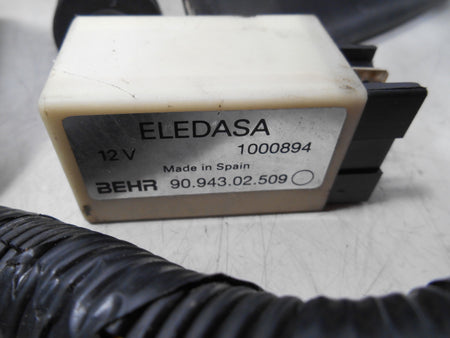 ELEDASA
12 V 1000894
Made in Spain
BEHR 90.943.02.509